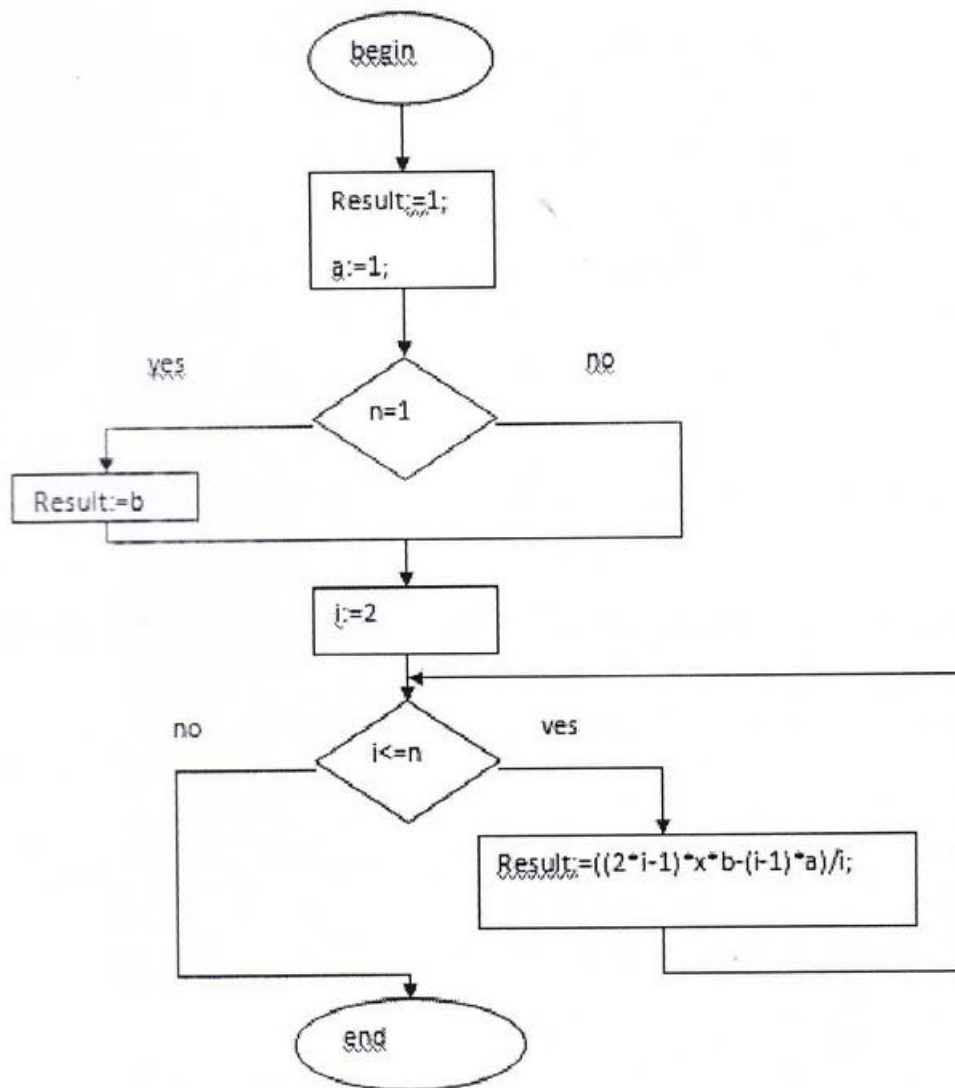 begin
Result:=1;
a:=1;
yes
no
n=1
Result:=b
i:=2
no
yes
i<=n
Result:=((2*i-1)*x*b-(i-1)*a)/i;
end